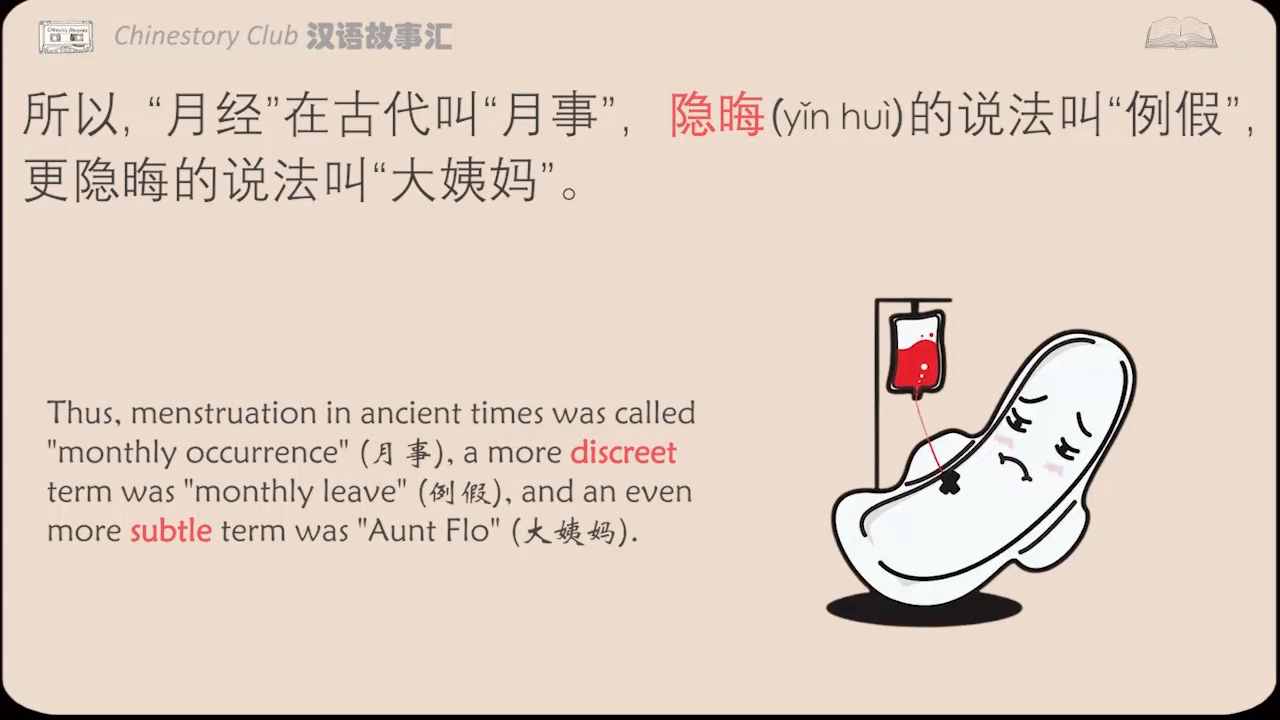 Chinestory Club 汉语故事汇
所以, “月经”在古代叫“月事”, 隐晦(yǐn huì)的说法叫“例假”,
更隐晦的说法叫“大姨妈”。
Thus, menstruation in ancient times was called
"monthly occurrence" (月事), a more discreet
term was "monthly leave" (例假), and an even
more subtle term was "Aunt Flo" (大姨妈).